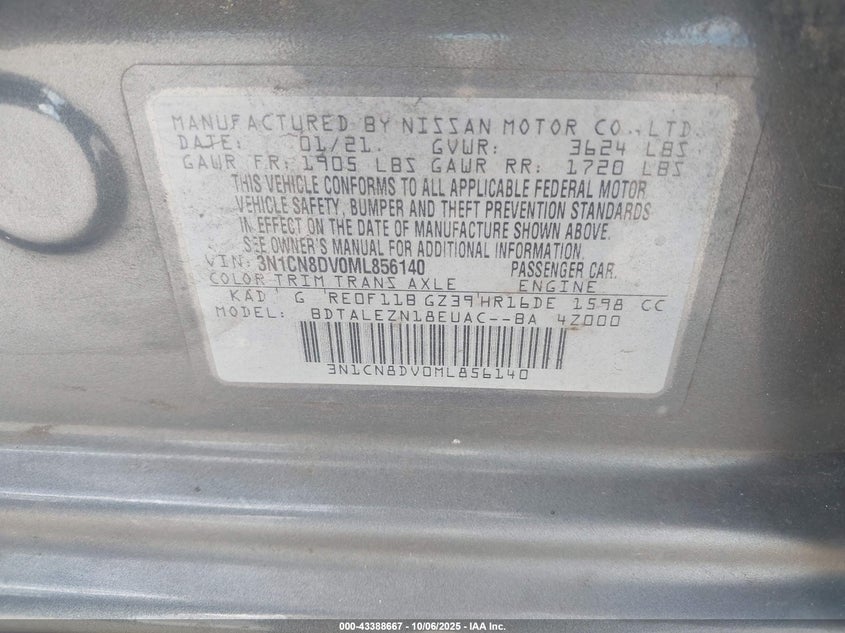 MANUFACTURED BY NISSAN MOTOR CO., LTD.
DATE: 01/21. GVWR: 3624 LBS
GAWR FR: 1905 LBS GAWR RR: 1720 LBS
THIS VEHICLE CONFORMS TO ALL APPLICABLE FEDERAL MOTOR
VEHICLE SAFETY, BUMPER AND THEFT PREVENTION STANDARDS
IN EFFECT ON THE DATE OF MANUFACTURE SHOWN ABOVE.
SEE OWNER'S MANUAL FOR ADDITIONAL INFORMATION.
VIN: 3N1CN8DV0ML856140 PASSENGER CAR.
COLOR TRIM TRANS AXLE ENGINE
KAD G RE0F11B GZ39 HR16DE 1598 CC
MODEL: BDTALEZN18EUAC--BA 4Z000
3N1CN8DV0ML856140
000-43388667 - 10/06/2025 - IAA Inc.